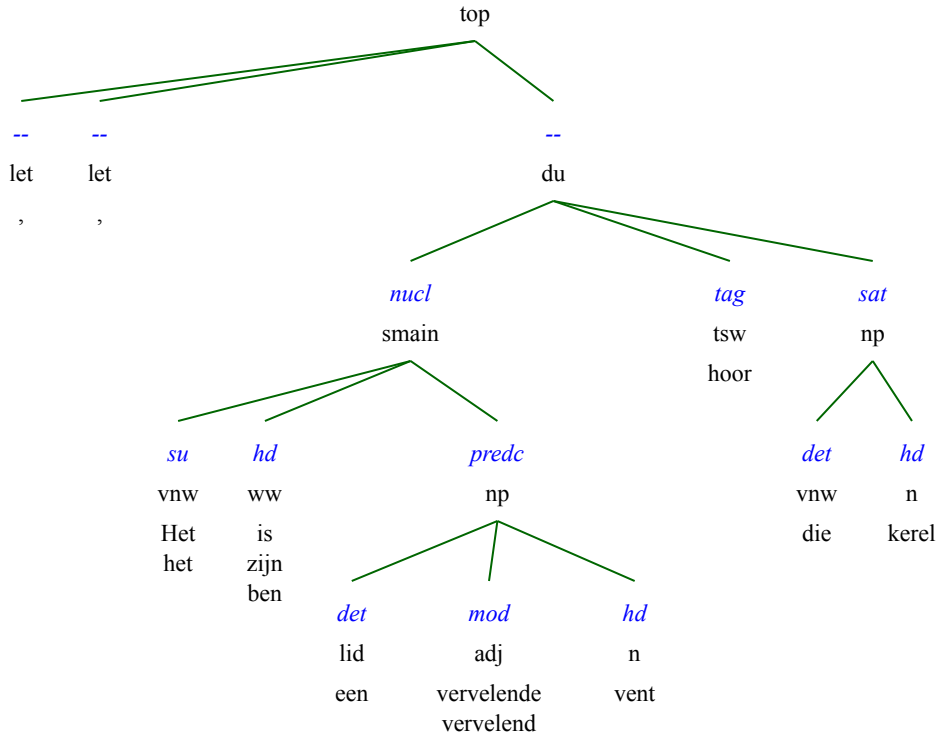 top
-- -- --
let let du
, ,
nucl tag sat
smain tsw np
hoor
su hd predc det hd
vnw ww np vnw n
Het is die kerel
het zijn
ben
det mod hd
lid adj n
een vervelende vent
vervelend